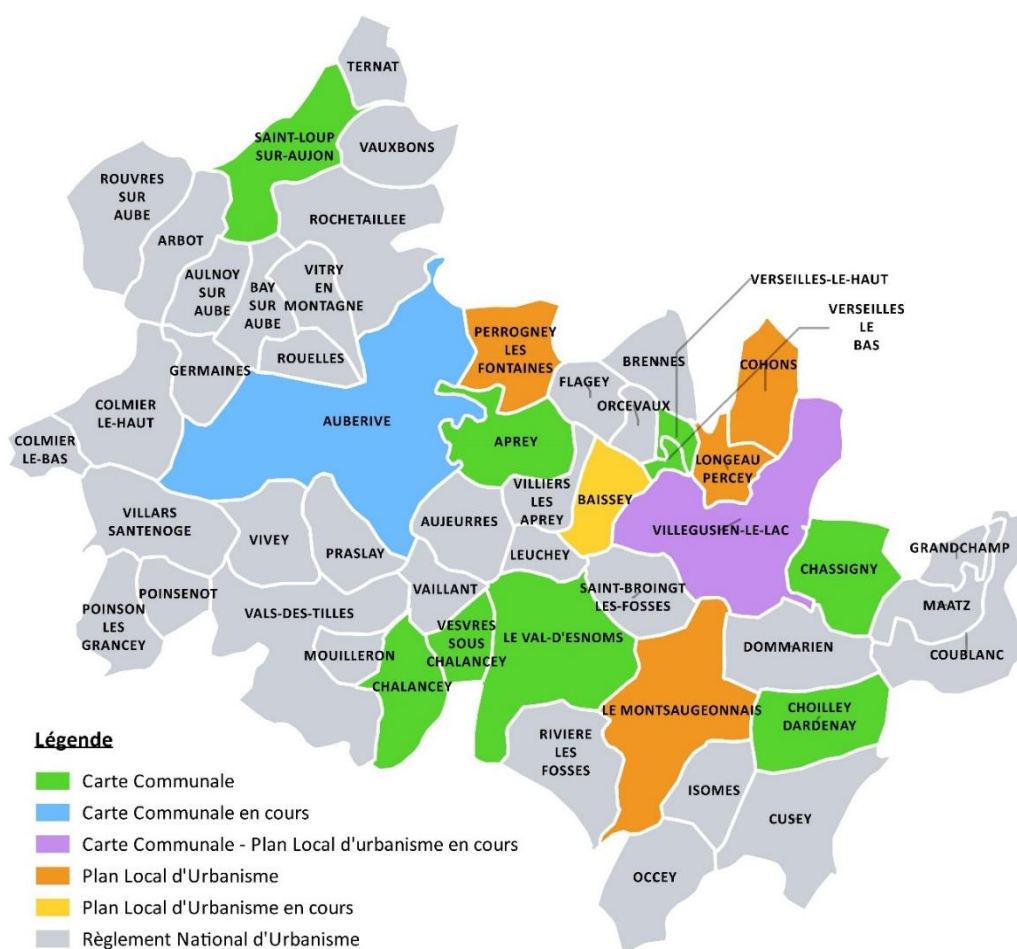 TERNAT
SAINT-LOUP
SUR-AUJON
VAUXBONS
ROUVRES
SUR
AUBE
ROCHETAILLEE
ARBOT
AULNOY
SUR
AUBE
BAY
SUR
AUBE
VITRY
EN
MONTAGNE
VERSEILLES-LE-HAUT
VERSEILLES
LE
BAS
PERROGNEY
LES
FONTAINES
BRENNES
COHONS
ROUELLES
GERMAINES
FLAGEY
ORCEVAUX
COLMIER
LE-HAUT
AUBERIVE
COLMIER
LE-BAS
APREY
LONGEAU
PERCEY
VILLIERS
LES
APREY
BAISSEY
VILLARS
SANTENOGE
VIVEY
PRASLAY
AUJEURRES
VILLEGUSIEN-LE-LAC
LEUCHEY
GRANDCHAMP
CHASSIGNY
POINSENOT
VAILLANT
SAINT-BROINGT
LES-FOSSES
MAATZ
POINSON
LES
GRANCEY
VALS-DES-TILLES
VESVRES
SOUS
CHALANCEY
LE VAL-D'ESNOMS
DOMMARIEN
COUBLANC
MOUILLERON
CHALANCEY
LE MONTSAUGEONNAIS
CHOILLEY
DARDENAY
RIVIERE
LES
FOSSES
ISOMES
CUSEY
OCCEY
Légende
Carte Communale
Carte Communale en cours
Carte Communale - Plan Local d'urbanisme en cours
Plan Local d'Urbanisme
Plan Local d'Urbanisme en cours
Règlement National d'Urbanisme